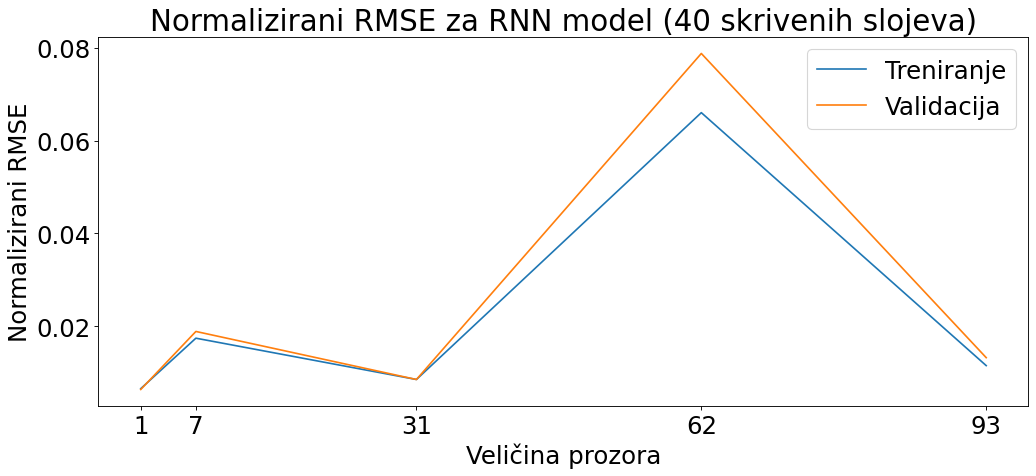 Normalizirani RMSE za RNN model (40 skrivenih slojeva)
Normalizirani RMSE
0.08
0.06
0.04
0.02
Treniranje
Validacija
1 7 31 62 93
Veličina prozora